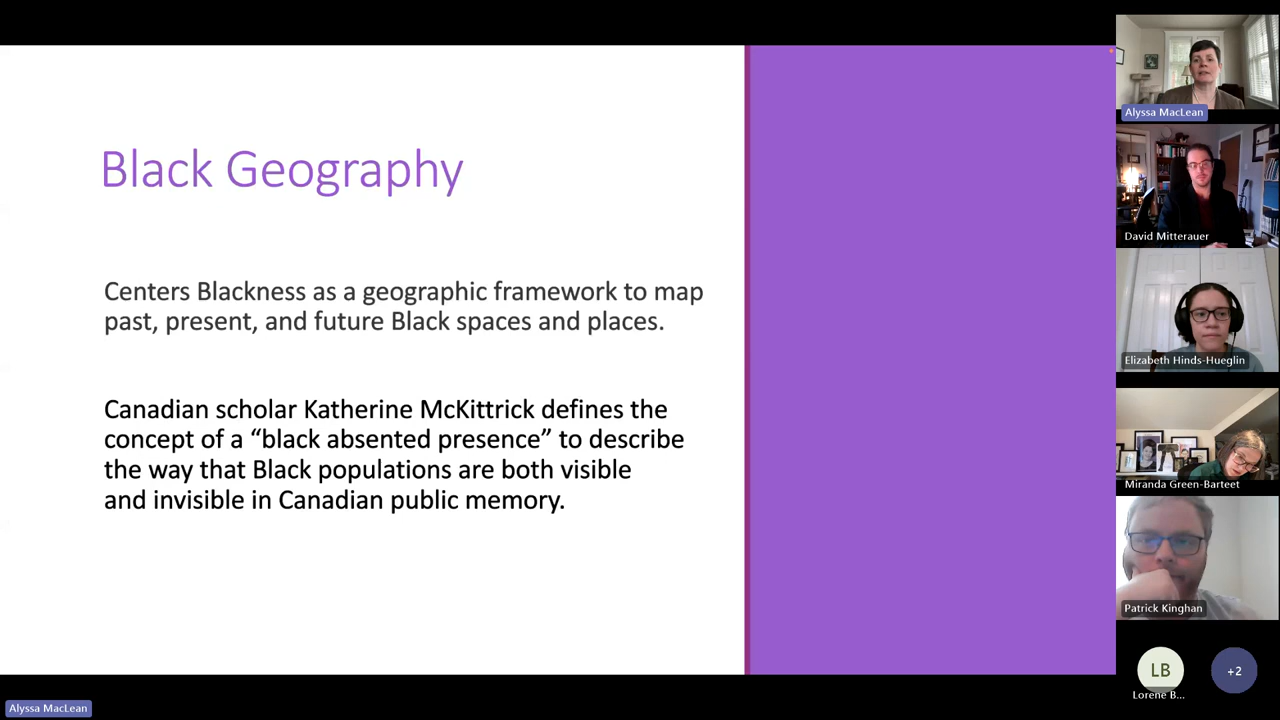 Black Geography
Centers Blackness as a geographic framework to map
past, present, and future Black spaces and places.
Canadian scholar Katherine McKittrick defines the
concept of a “black absented presence” to describe
the way that Black populations are both visible
and invisible in Canadian public memory.
Alyssa MacLean
Alyssa MacLean
David Mitterauer
Elizabeth Hinds-Hueglin
Miranda Green-Barteet
Patrick Kinghan
LB
+2
Lorene B...